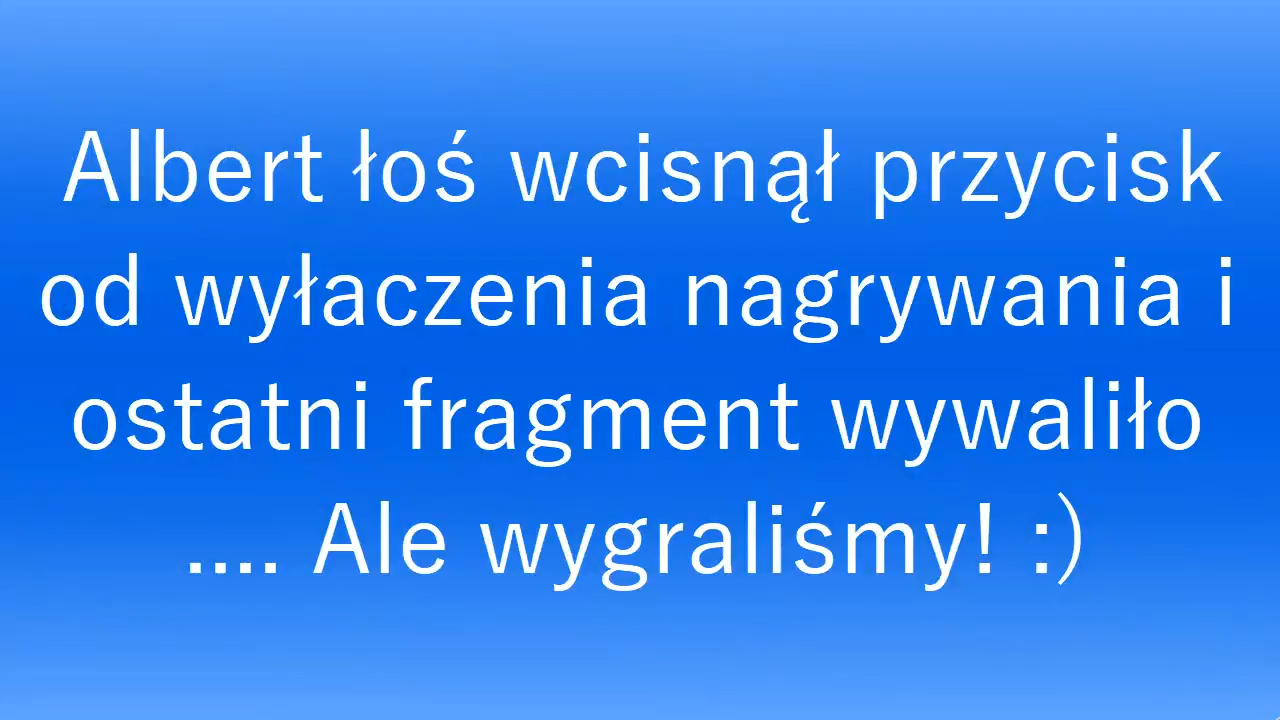 Albert łoś wcisnął przycisk
od wyłaczenia nagrywania i
ostatni fragment wywaliło
.... Ale wygraliśmy! :)